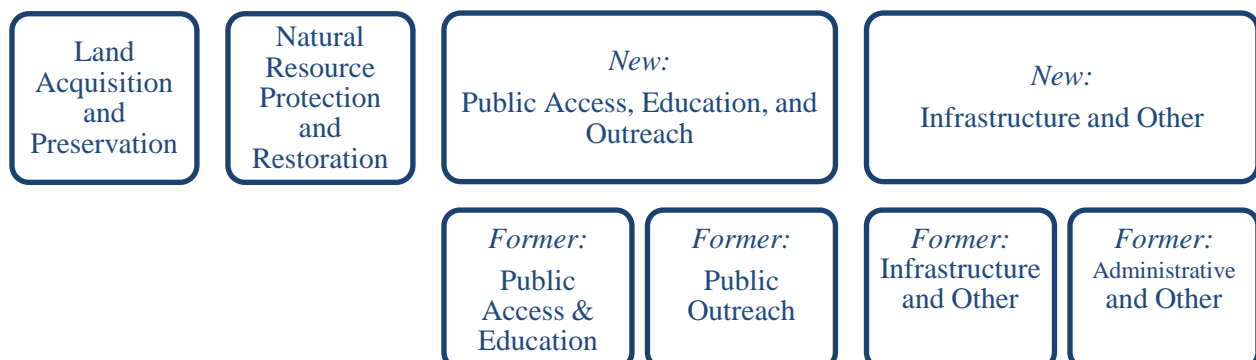 Land
Acquisition
and
Preservation
Natural
Resource
Protection
and
Restoration
New:
Public Access, Education, and
Outreach
New:
Infrastructure and Other
Former:
Public
Access &
Education
Former:
Public
Outreach
Former:
Infrastructure
and Other
Former:
Administrative
and Other